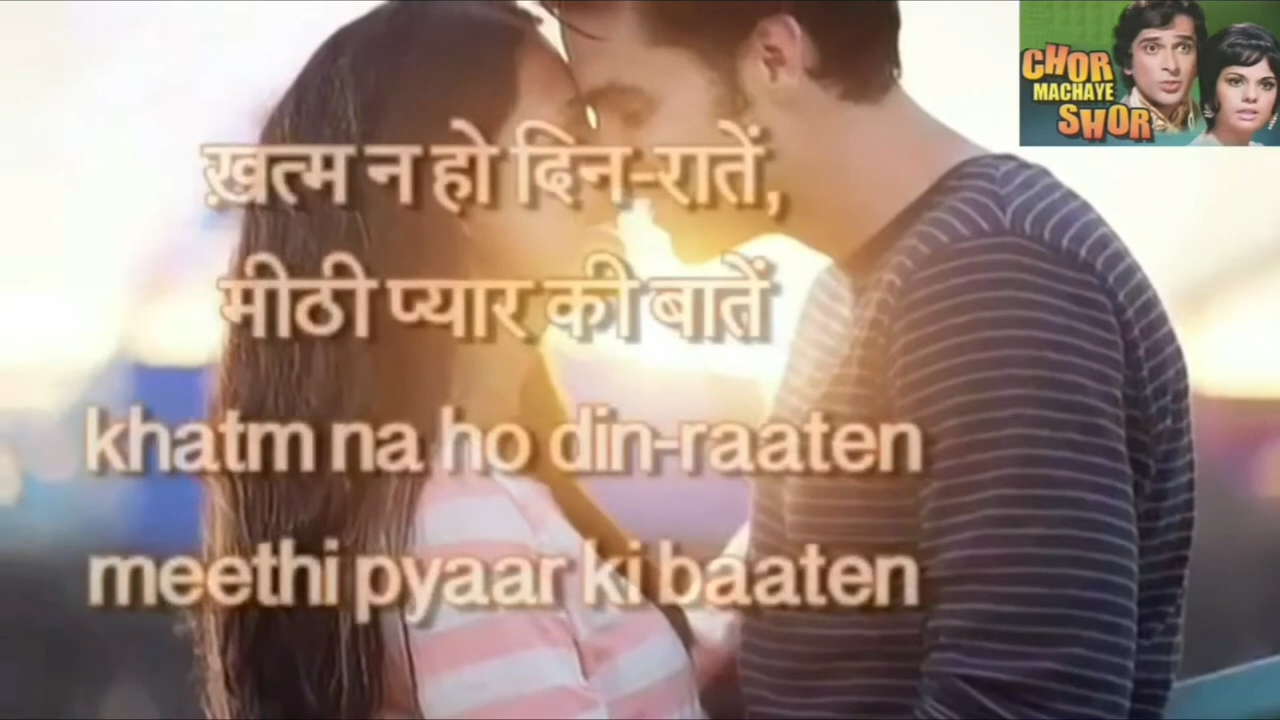 CHOR
MACHAYE
SHOR
ख़त्म न हो दिन-रातें,
मीठी प्यार की बातें
khatm na ho din-raaten
meethi pyaar ki baaten